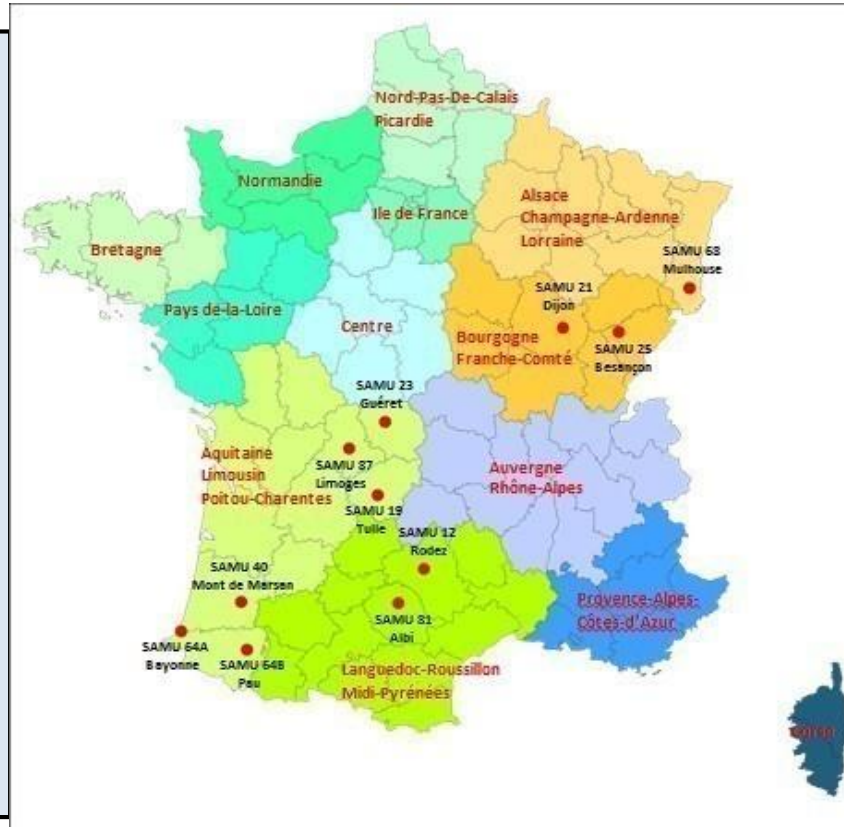 Nord-Pas-De-Calais
Picardie
Normandie
Ile de France
Alsace
Champagne-Ardenne
Lorraine
Bretagne
SAMU 68
Mulhouse
SAMU 21
Dijon
Pays de-la-Loire
Centre
Bourgogne
Franche-Comté
SAMU 25
Besançon
SAMU 23
Guéret
Aquitaine
Limousin
Poitou-Charentes
SAMU 87
Limoges
Auvergne
Rhône-Alpes
SAMU 19
Tulle
SAMU 12
Rodez
SAMU 40
Mont de Marsan
Provence-Alpes-
Côtes-d'Azur
SAMU 81
Albi
SAMU 64A
Bayonne
SAMU 64B
Pau
Languedoc-Roussillon
Midi-Pyrénées